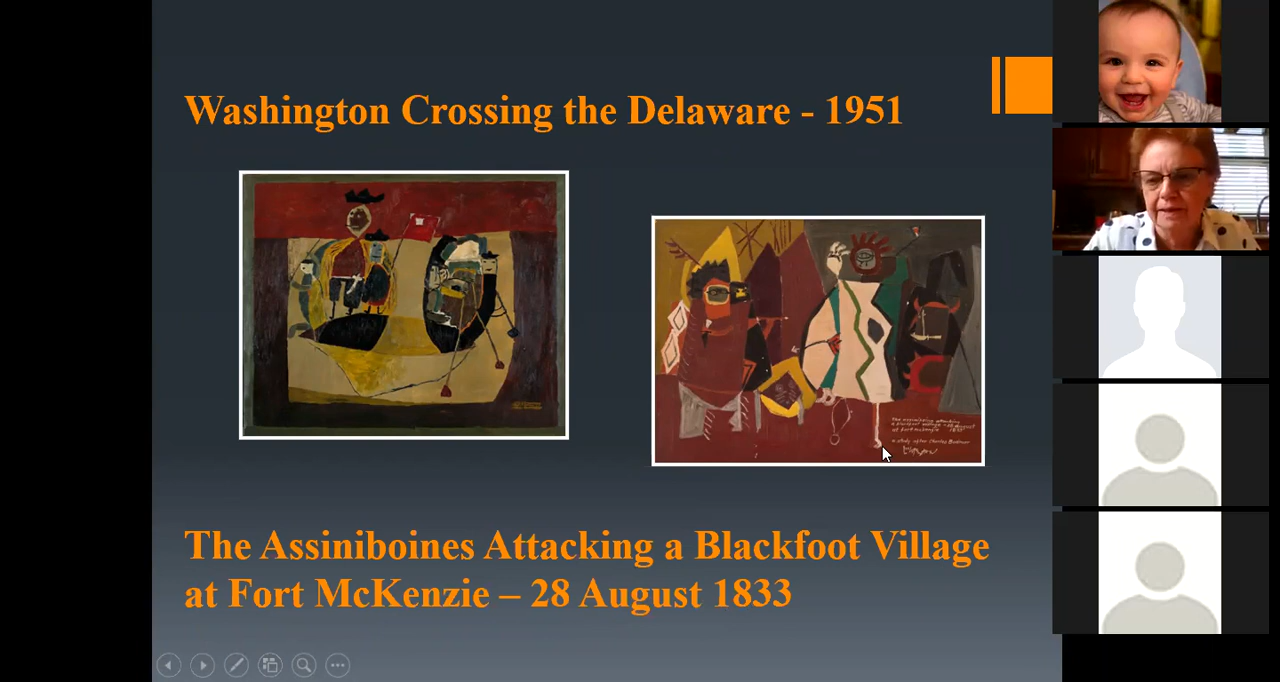 Washington Crossing the Delaware - 1951
The Assiniboines Attacking a Blackfoot Village
at Fort McKenzie – 28 August 1833